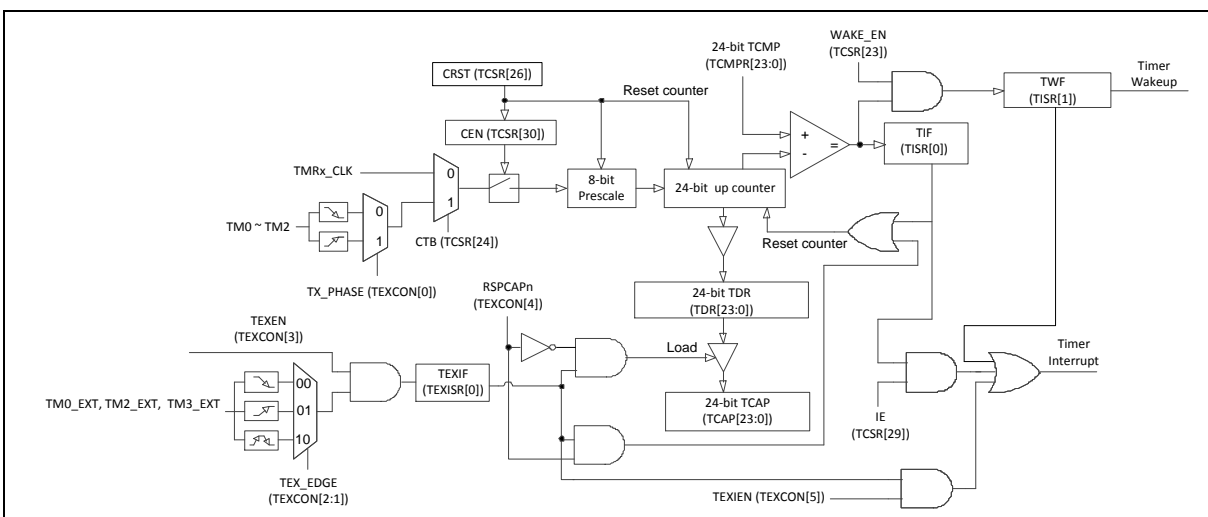 WAKE_EN
(TCSR[23])
24-bit TCMP
(TCMPR[23:0])
CRST (TCSR[26])
Reset counter
TWF
(TISR[1])
Timer
Wakeup
CEN (TCSR[30])
+
-
=
TIF
(TISR[0])
TMRx_CLK
0
1
8-bit
Prescale
24-bit up counter
TM0 ~ TM2
0
1
CTB (TCSR[24])
Reset counter
TX_PHASE (TEXCON[0])
RSPCAPn
(TEXCON[4])
24-bit TDR
(TDR[23:0])
TEXEN
(TEXCON[3])
Load
Timer
Interrupt
TEXIF
(TEXISR[0])
00
01
10
TM0_EXT, TM2_EXT, TM3_EXT
24-bit TCAP
(TCAP[23:0])
IE
(TCSR[29])
TEX_EDGE
(TEXCON[2:1])
TEXIEN (TEXCON[5])